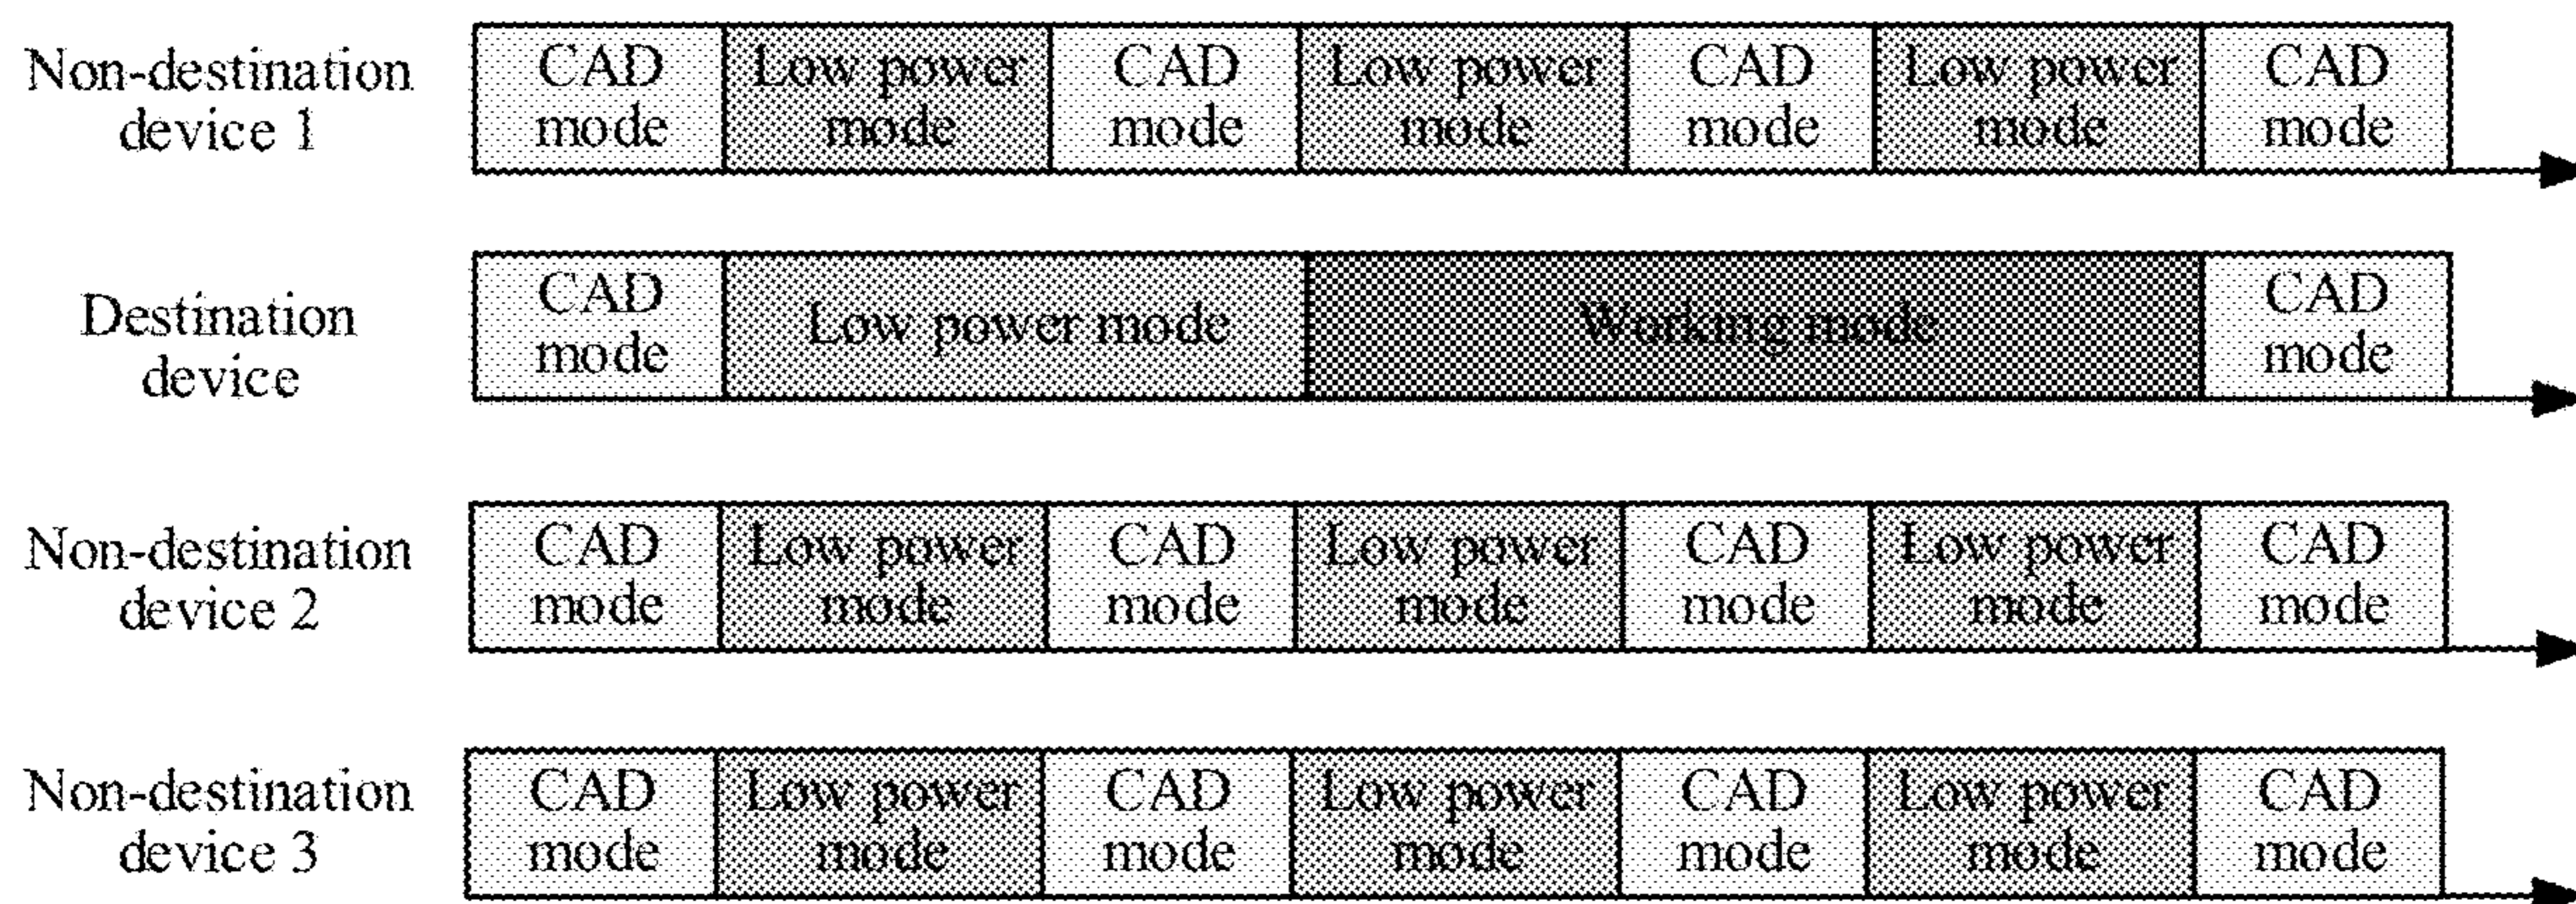 Non-destination
device 1
CAD
mode
Low power
mode
CAD
mode
Low power
mode
CAD
mode
Low power
mode
CAD
mode
Destination
device
CAD
mode
Low power mode
Working mode
CAD
mode
Non-destination
device 2
CAD
mode
Low power
mode
CAD
mode
Low power
mode
CAD
mode
Low power
mode
CAD
mode
Non-destination
device 3
CAD
mode
Low power
mode
CAD
mode
Low power
mode
CAD
mode
Low power
mode
CAD
mode